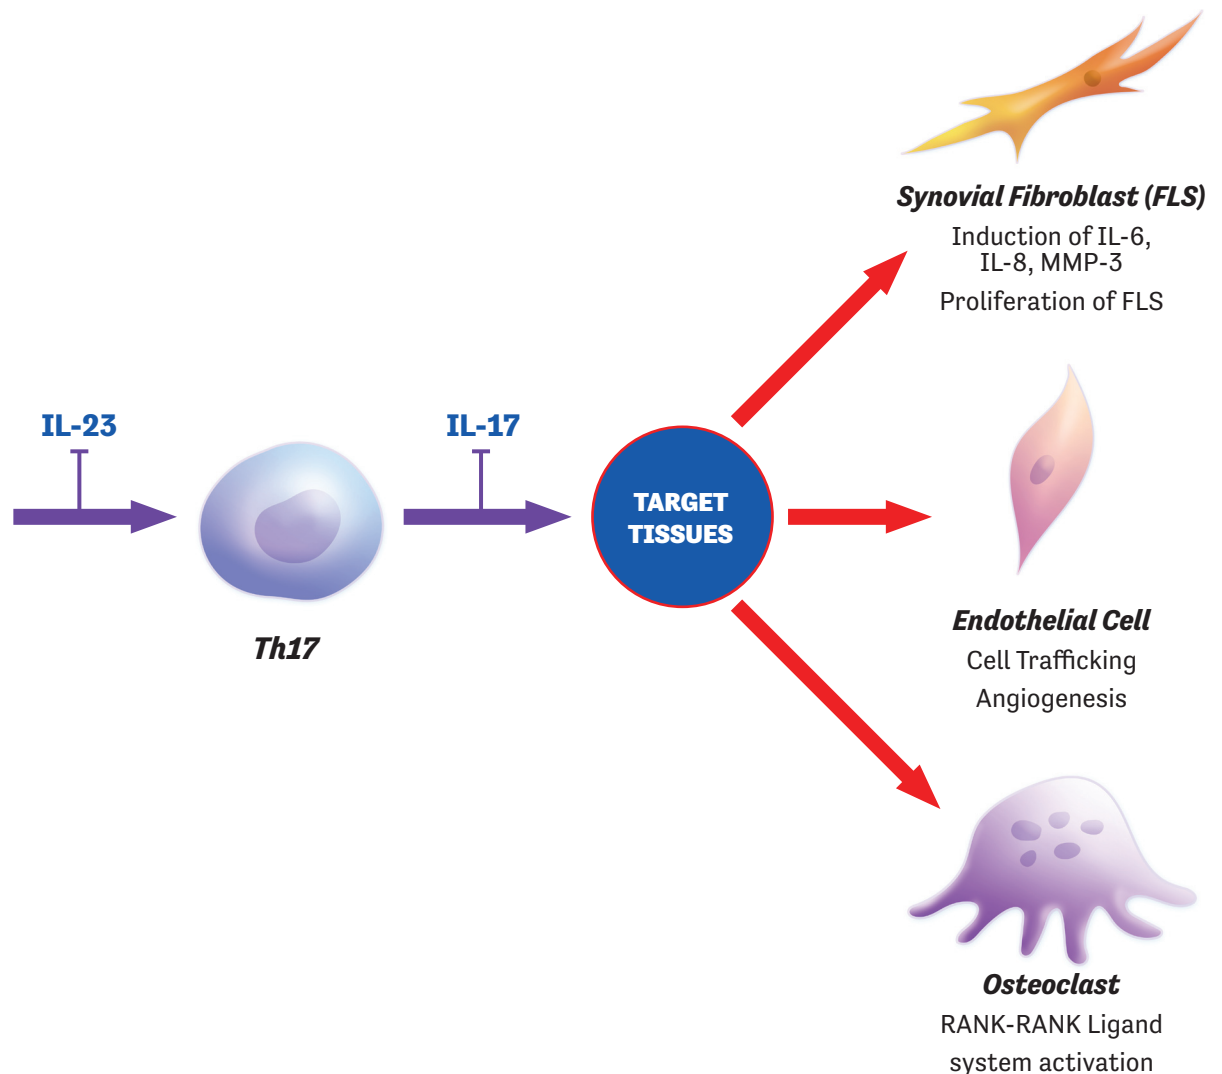 Synovial Fibroblast (FLS)
Induction of IL-6,
IL-8, MMP-3
Proliferation of FLS
IL-23
IL-17
TARGET
TISSUES
Th17
Endothelial Cell
Cell Trafficking
Angiogenesis
Osteoclast
RANK-RANK Ligand
system activation